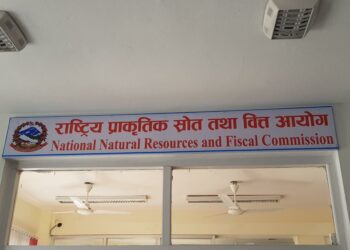 राष्ट्रिय प्राकृतिक स्रोत तथा वित्त आयोग
National Natural Resources and Fiscal Commission